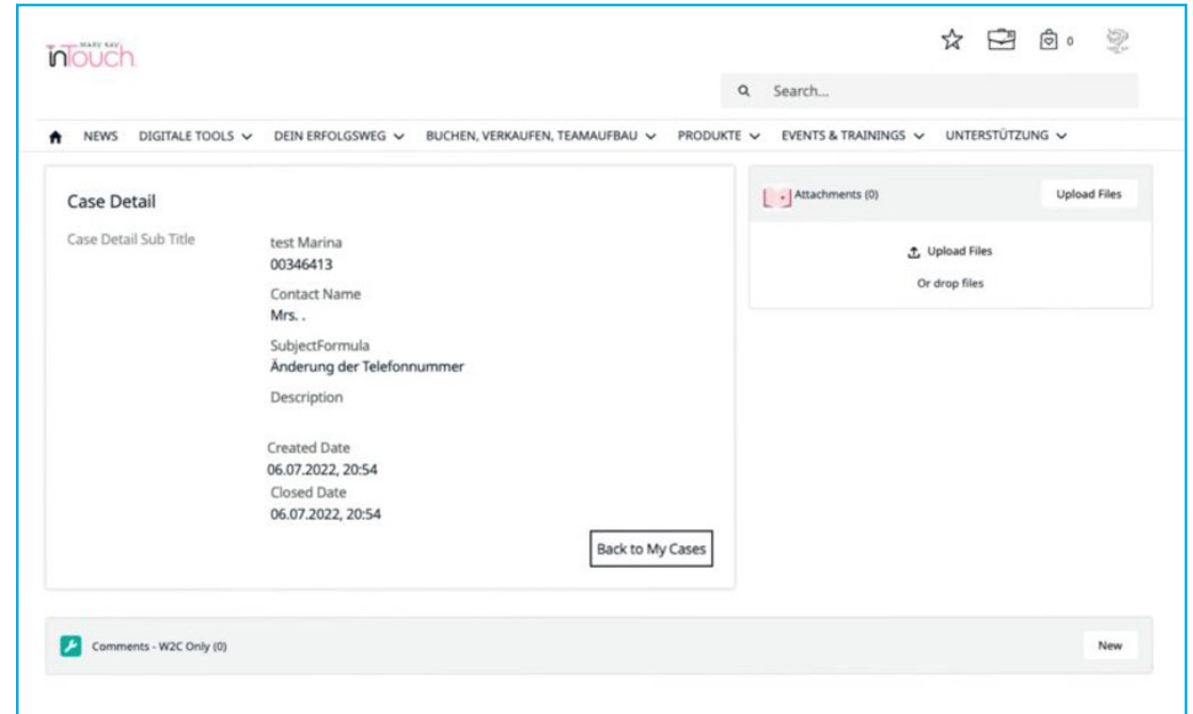 MARY KAY
inTouch
0
Search...
NEWS DIGITALE TOOLS DEIN ERFOLGSWEG BUCHEN, VERKAUFEN, TEAMAUFBAU PRODUKTE EVENTS & TRAININGS UNTERSTÜTZUNG
Case Detail
Case Detail Sub Title
test Marina
00346413
Contact Name
Mrs. .
SubjectFormula
Änderung der Telefonnummer
Description
Created Date
06.07.2022, 20:54
Closed Date
06.07.2022, 20:54
Back to My Cases
Attachments (0)
Upload Files
Upload Files
Or drop files
Comments - W2C Only (0)
New